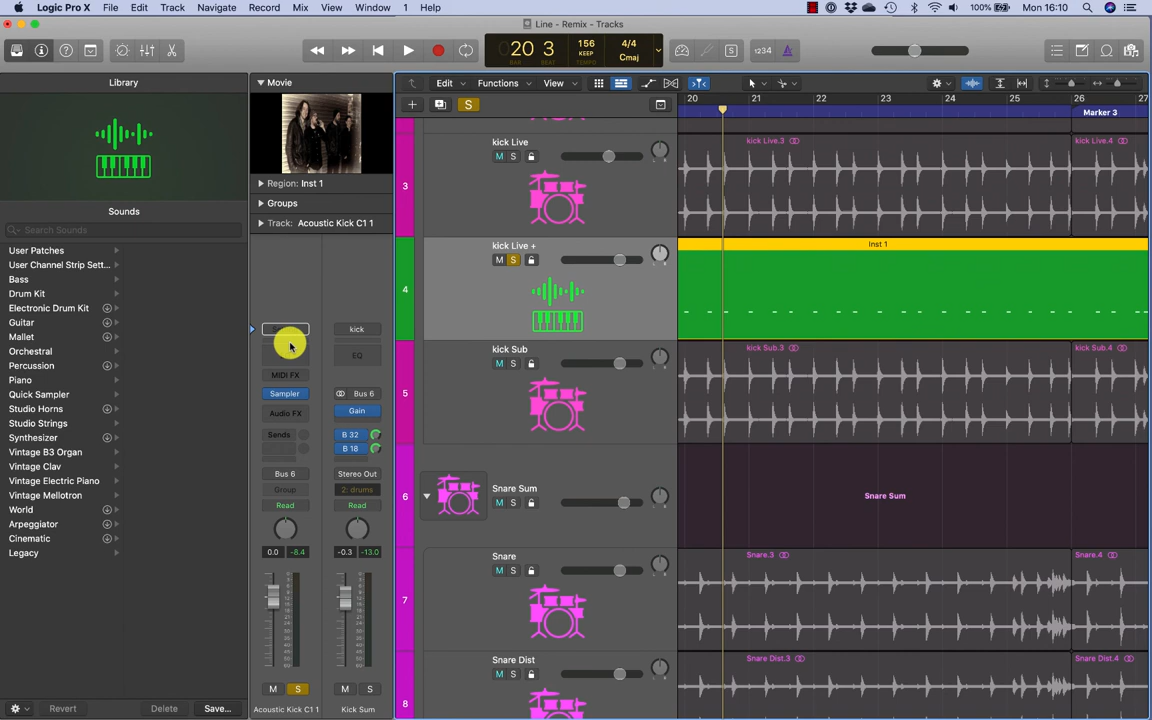 Logic Pro X File Edit Track Navigate Record Mix View Window 1 Help
100% Mon 16:10
Line - Remix - Tracks
20 3 156 4/4
KEEP Cmaj
BAR BEAT TEMPO
1234
Library
Movie
Edit Functions View
S
20 21 22 23 24 25 26 27
Marker 3
Region: Inst 1
Groups
Track: Acoustic Kick C1 1
Sounds
Search Sounds
User Patches
User Channel Strip Sett...
Bass
Drum Kit
Electronic Drum Kit
Guitar
Mallet
Orchestral
Percussion
Piano
Quick Sampler
Studio Horns
Studio Strings
Synthesizer
Vintage B3 Organ
Vintage Clav
Vintage Electric Piano
Vintage Mellotron
World
Arpeggiator
Cinematic
Legacy
Revert Delete Save...
kick
EQ
MIDI FX
Sampler Bus 6
Audio FX Gain
Sends B 32
B 18
Bus 6 Stereo Out
Group 2: drums
Read Read
0.0 -8.4 -0.3 -13.0
M S M S
Acoustic Kick C1 1 Kick Sum
3 kick Live
M S
kick Live.3 kick Live.4
4 kick Live +
M S
Inst 1
5 kick Sub
M S
kick Sub.3 kick Sub.4
6 Snare Sum
M S
Snare Sum
7 Snare
M S
Snare.3 Snare.4
8 Snare Dist
M S
Snare Dist.3 Snare Dist.4